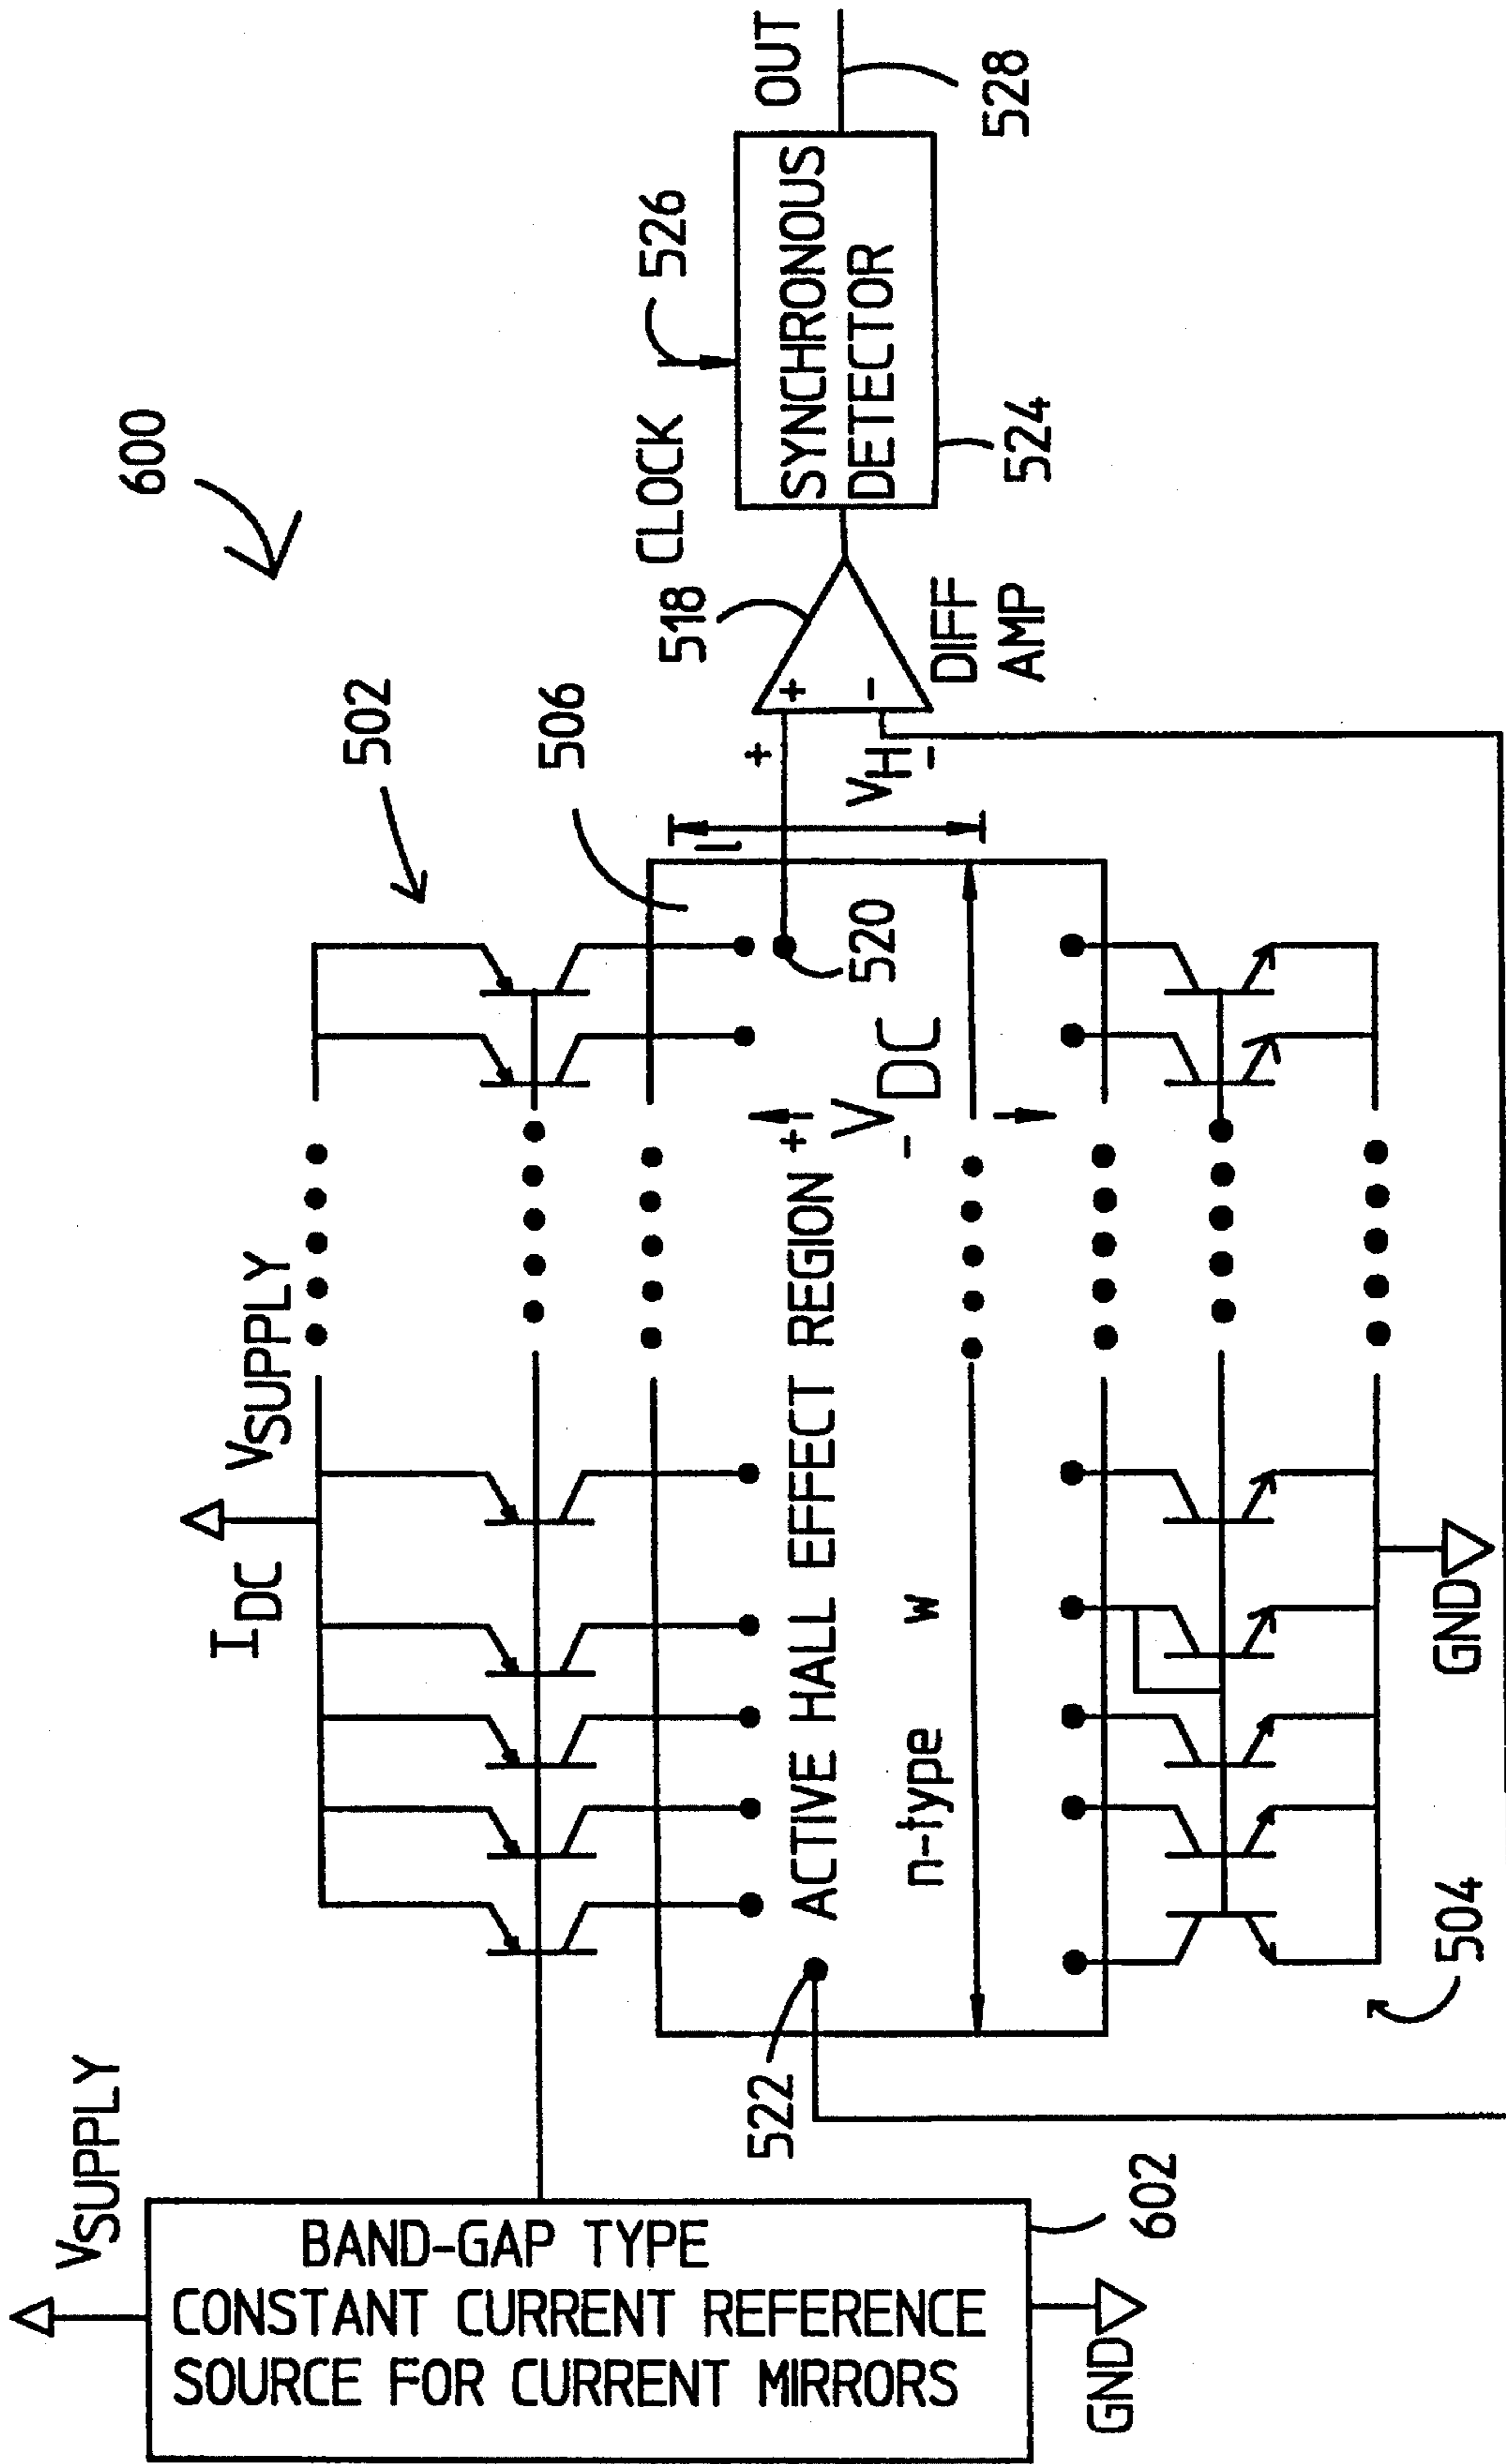 600
VSUPPLY
BAND-GAP TYPE
CONSTANT CURRENT REFERENCE
SOURCE FOR CURRENT MIRRORS
602
GND
IDC
VSUPPLY
502
506
522
ACTIVE HALL EFFECT REGION
n-type w
+
VDC
-
520
l
+
VH
-
518
+
-
DIFF
AMP
CLOCK
526
SYNCHRONOUS
DETECTOR
524
OUT
528
504
GND